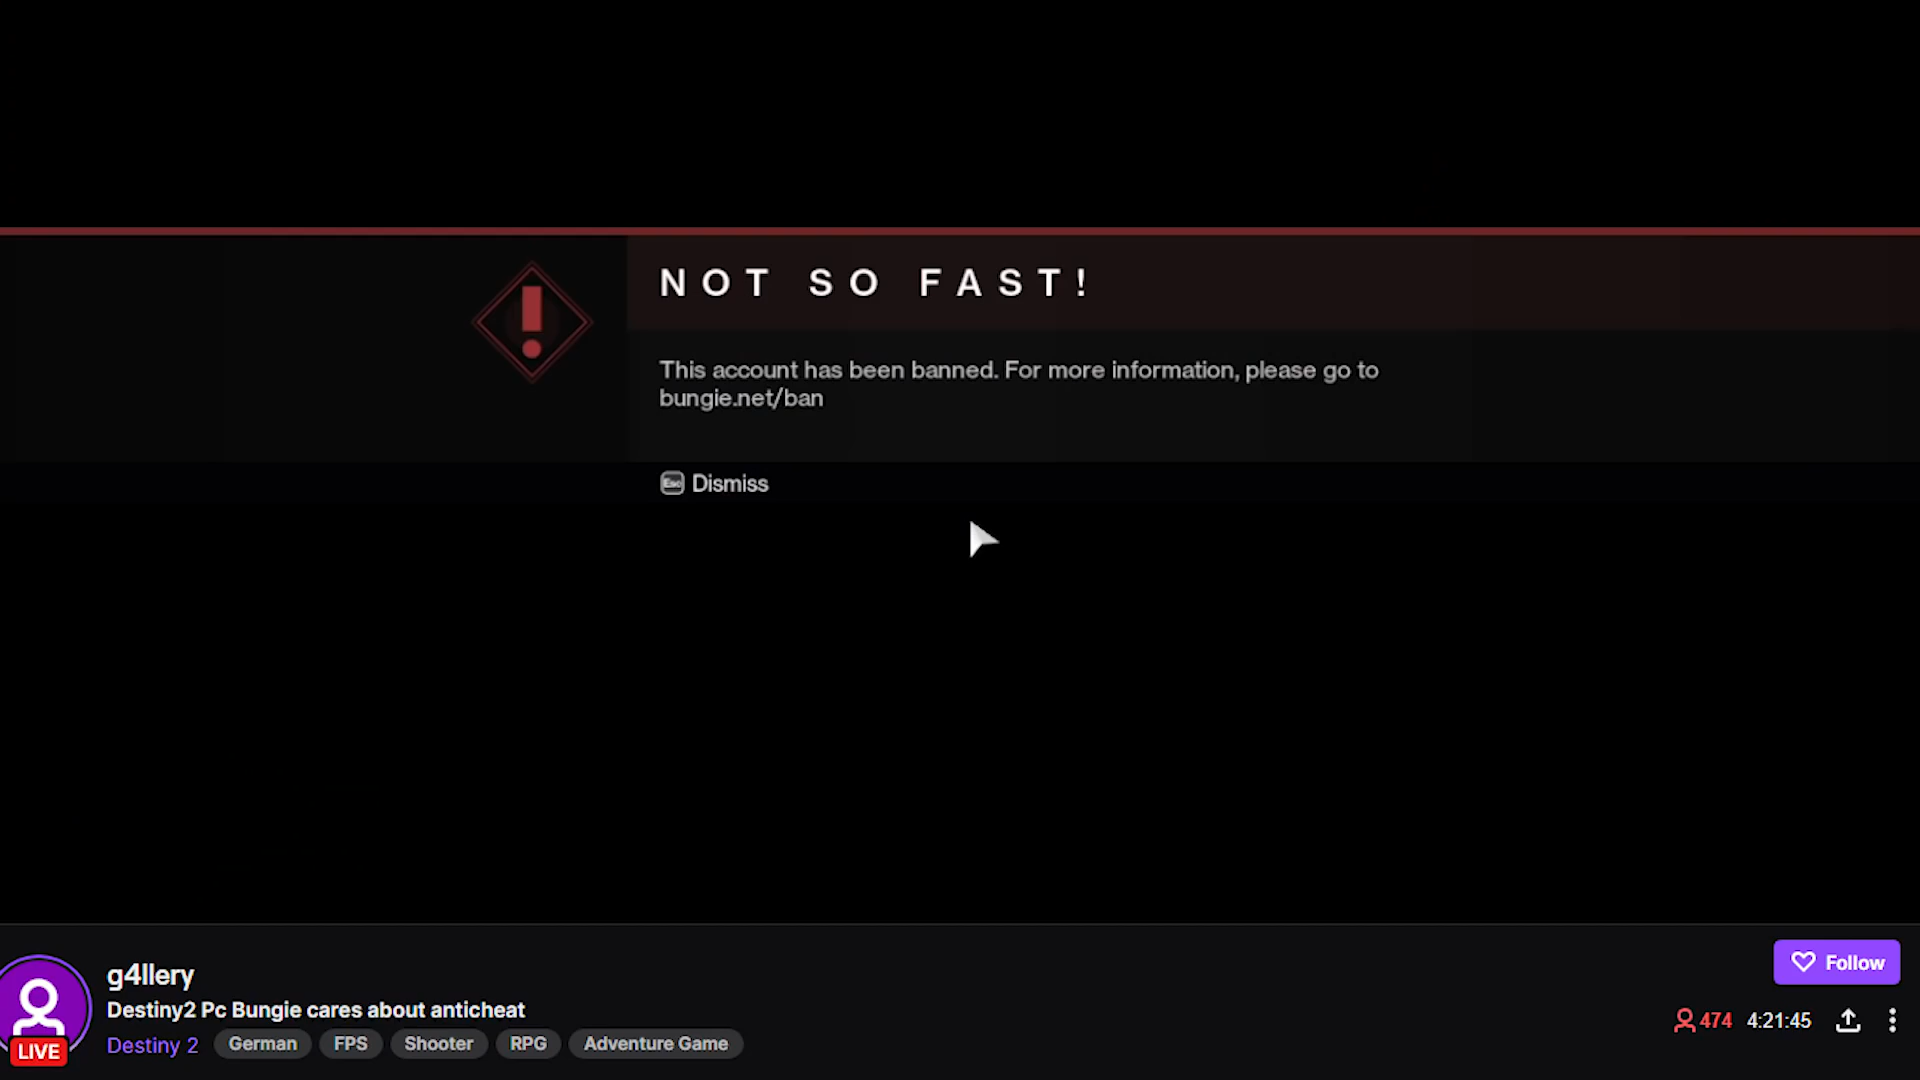 NOT SO FAST!
This account has been banned. For more information, please go to
bungie.net/ban
Esc Dismiss
g4llery
Destiny2 Pc Bungie cares about anticheat
Destiny 2 German FPS Shooter RPG Adventure Game
LIVE
Follow
474 4:21:45